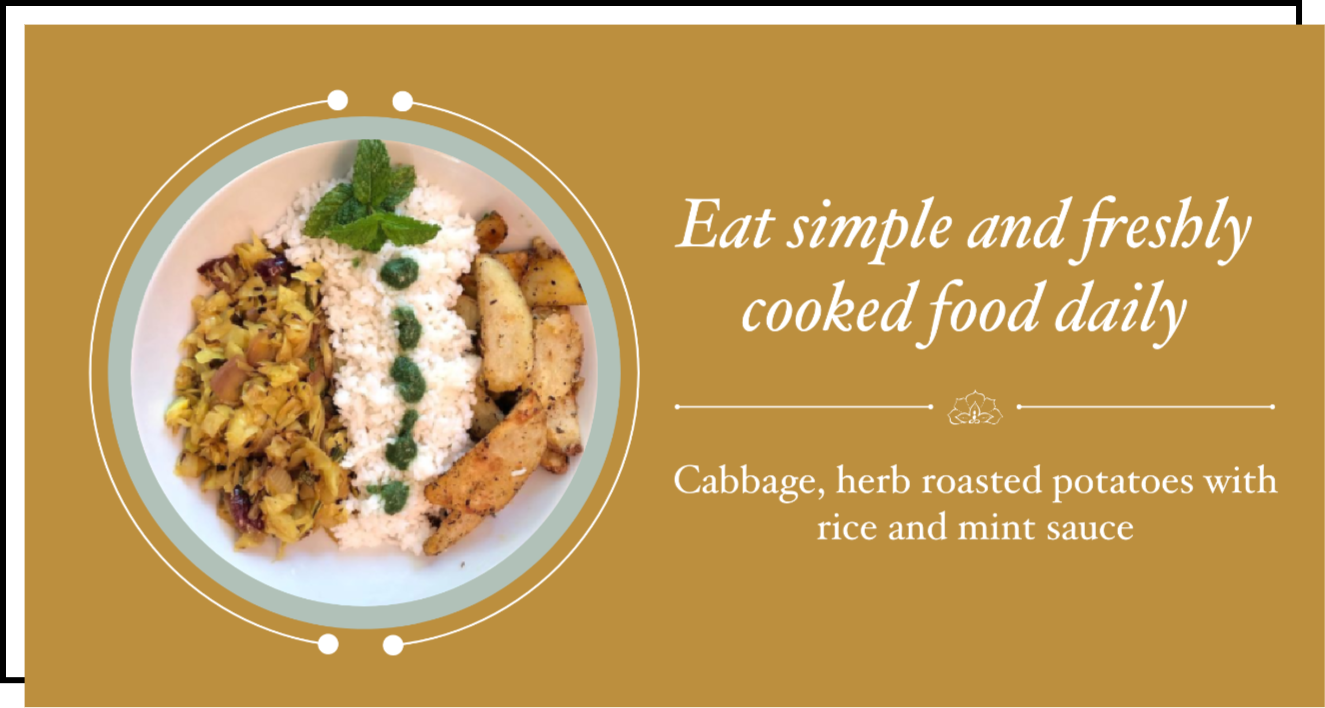 Eat simple and freshly
cooked food daily
Cabbage, herb roasted potatoes with
rice and mint sauce